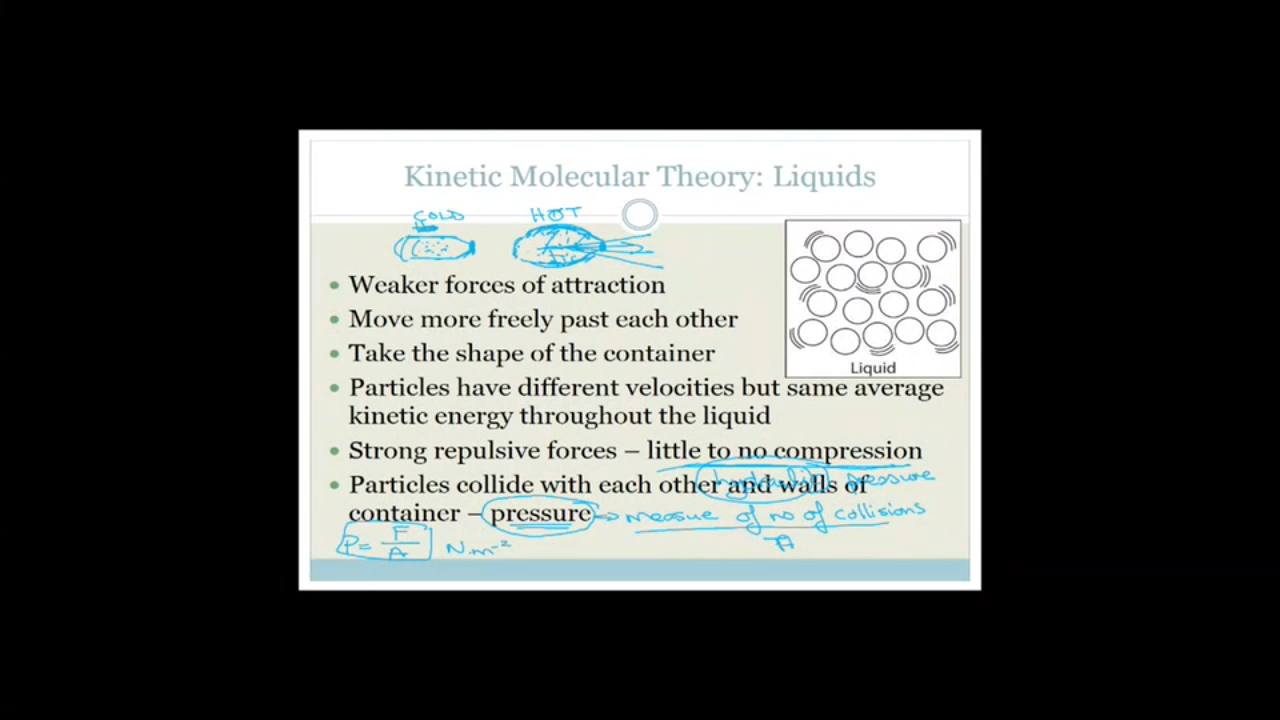 Kinetic Molecular Theory: Liquids
COLD HOT
• Weaker forces of attraction
• Move more freely past each other
• Take the shape of the container
Liquid
• Particles have different velocities but same average
kinetic energy throughout the liquid
• Strong repulsive forces – little to no compression
hydraulic pressure
• Particles collide with each other and walls of
container – pressure → measure of no of collisions
A
P = F
A
N.m⁻²